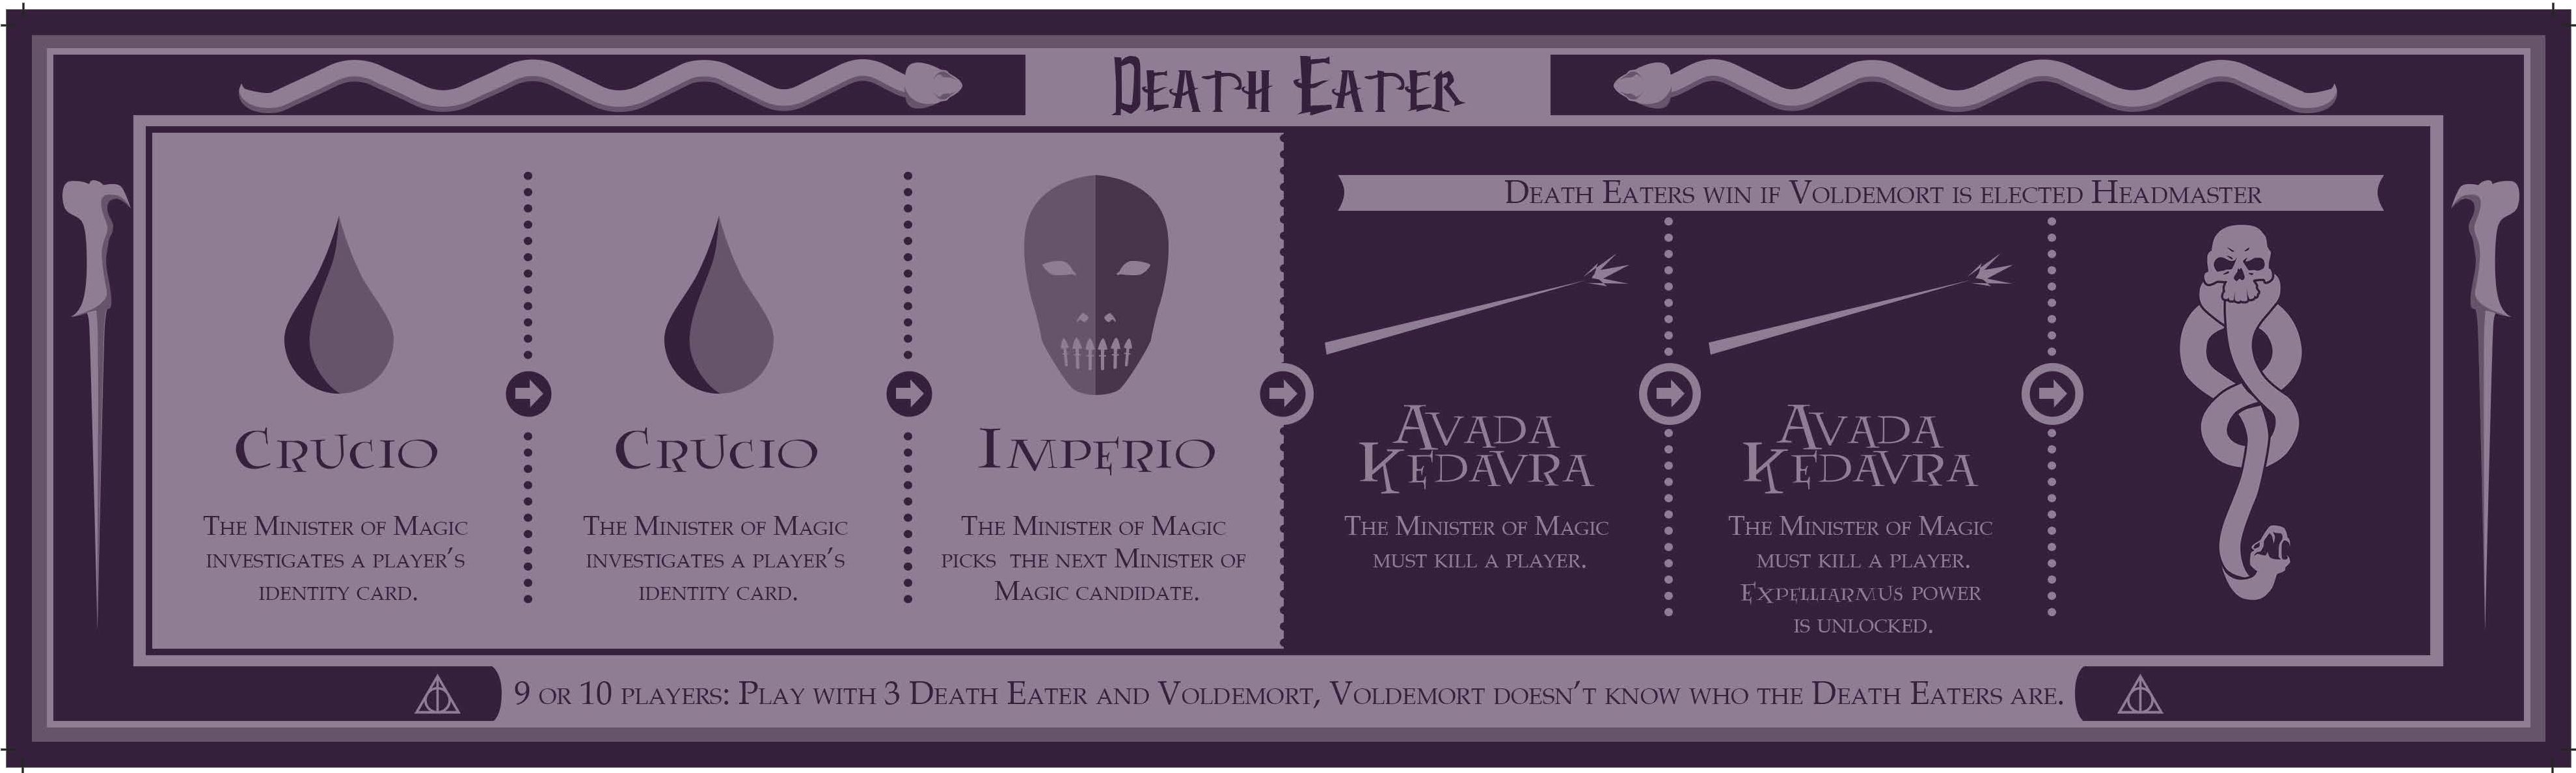 Death Eater
Death Eaters win if Voldemort is elected Headmaster
Crucio
The Minister of Magic
investigates a player's
identity card.
Crucio
The Minister of Magic
investigates a player's
identity card.
Imperio
The Minister of Magic
picks the next Minister of
Magic candidate.
Avada
Kedavra
The Minister of Magic
must kill a player.
Avada
Kedavra
The Minister of Magic
must kill a player.
Expelliarmus power
is unlocked.
9 or 10 players: Play with 3 Death Eater and Voldemort, Voldemort doesn't know who the Death Eaters are.